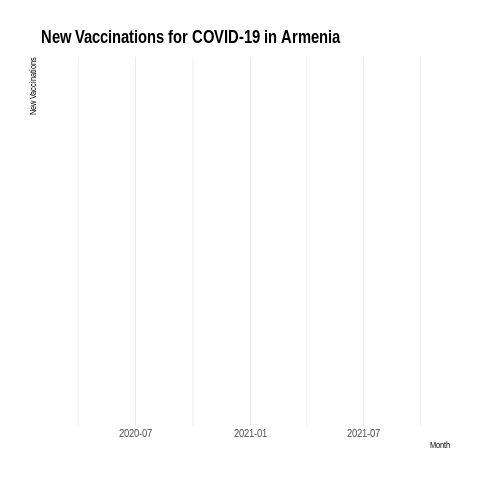 New Vaccinations for COVID-19 in Armenia
New Vaccinations
2020-07
2021-01
2021-07
Month